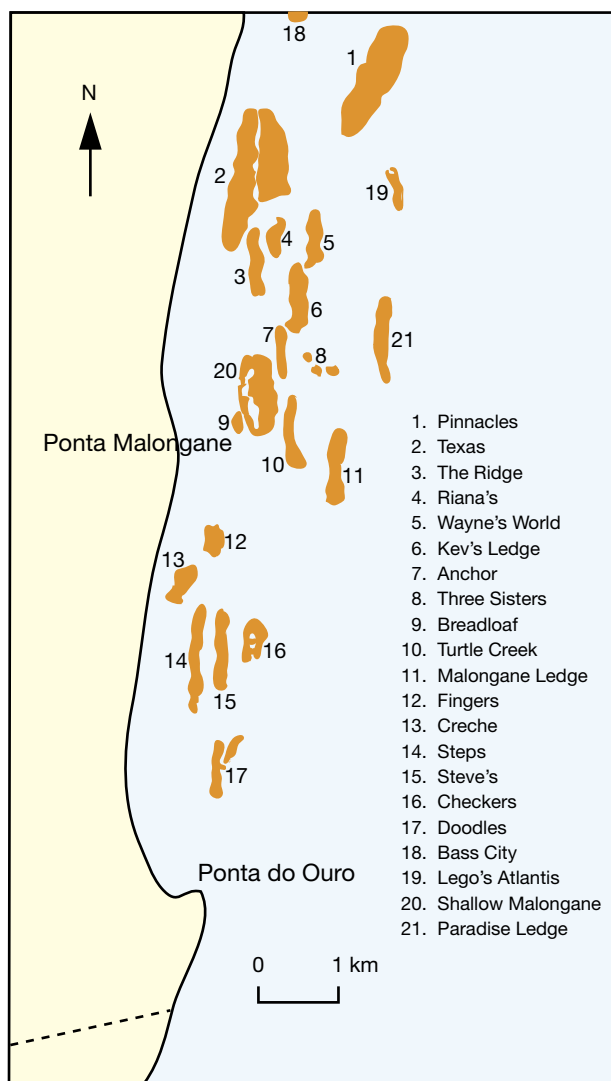 18
1
N
2
19
4
5
3
6
7
21
8
20
9
Ponta Malongane
10
11
12
13
14
16
15
17
Ponta do Ouro
0 1 km
1. Pinnacles
2. Texas
3. The Ridge
4. Riana's
5. Wayne's World
6. Kev's Ledge
7. Anchor
8. Three Sisters
9. Breadloaf
10. Turtle Creek
11. Malongane Ledge
12. Fingers
13. Creche
14. Steps
15. Steve's
16. Checkers
17. Doodles
18. Bass City
19. Lego's Atlantis
20. Shallow Malongane
21. Paradise Ledge